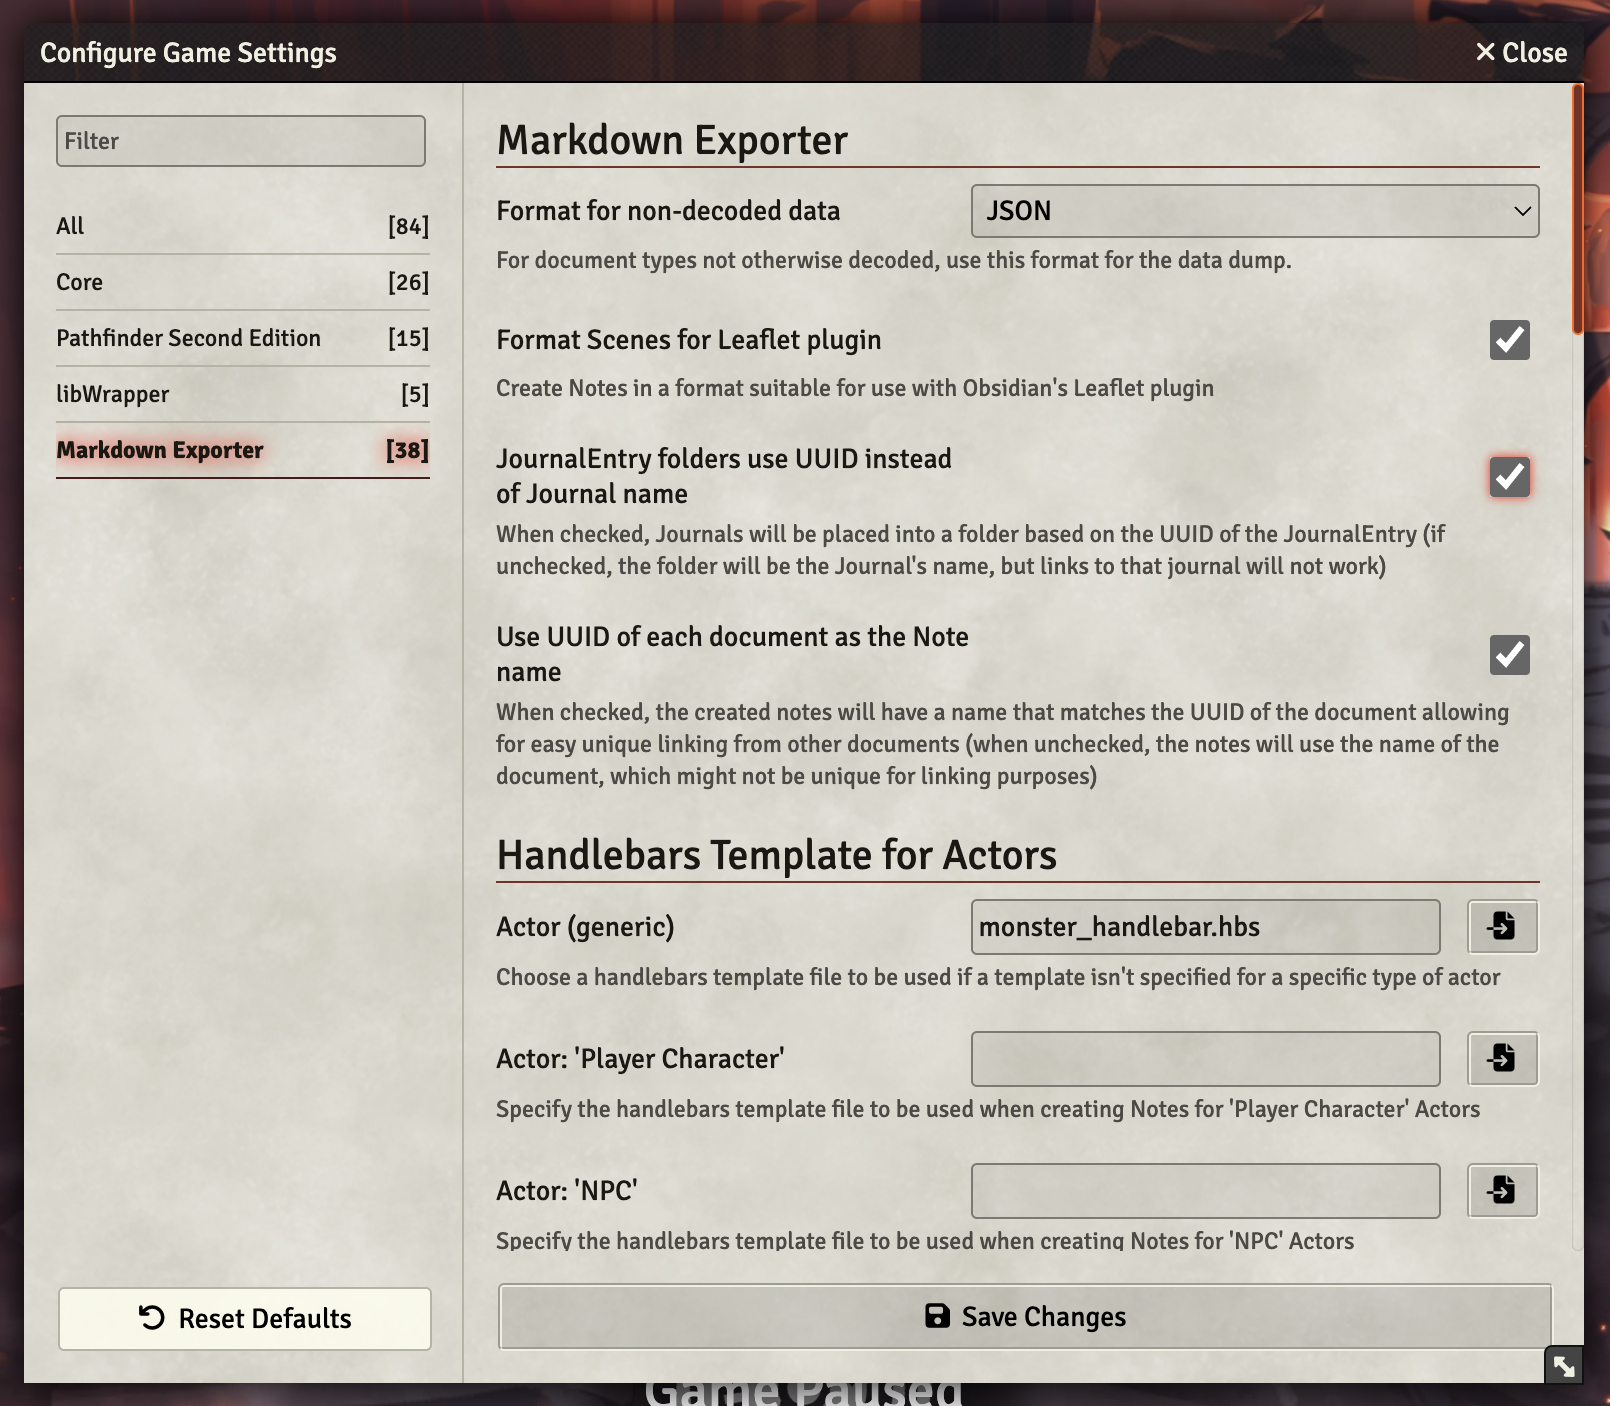 Configure Game Settings
Close
Filter
All [84]
Core [26]
Pathfinder Second Edition [15]
libWrapper [5]
Markdown Exporter [38]
Reset Defaults
Markdown Exporter
Format for non-decoded data
JSON
For document types not otherwise decoded, use this format for the data dump.
Format Scenes for Leaflet plugin
Create Notes in a format suitable for use with Obsidian's Leaflet plugin
JournalEntry folders use UUID instead
of Journal name
When checked, Journals will be placed into a folder based on the UUID of the JournalEntry (if
unchecked, the folder will be the Journal's name, but links to that journal will not work)
Use UUID of each document as the Note
name
When checked, the created notes will have a name that matches the UUID of the document allowing
for easy unique linking from other documents (when unchecked, the notes will use the name of the
document, which might not be unique for linking purposes)
Handlebars Template for Actors
Actor (generic)
monster_handlebar.hbs
Choose a handlebars template file to be used if a template isn't specified for a specific type of actor
Actor: 'Player Character'
Specify the handlebars template file to be used when creating Notes for 'Player Character' Actors
Actor: 'NPC'
Specify the handlebars template file to be used when creating Notes for 'NPC' Actors
Save Changes
Game Paused